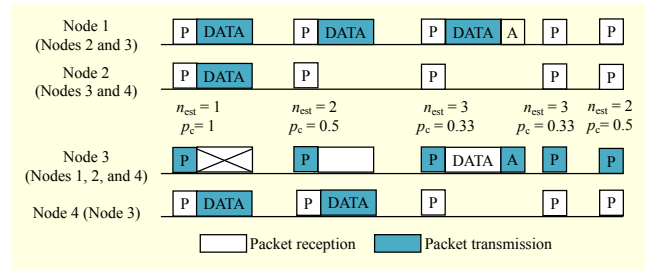 Node 1
(Nodes 2 and 3)
P DATA P DATA P DATA A P P
Node 2
(Nodes 3 and 4)
P DATA P P P P
n_est = 1 n_est = 2 n_est = 3 n_est = 3 n_est = 2
p_c = 1 p_c = 0.5 p_c = 0.33 p_c = 0.33 p_c = 0.5
Node 3
(Nodes 1, 2, and 4)
P P P DATA A P P
Node 4 (Node 3)
P DATA P DATA P P P
Packet reception Packet transmission